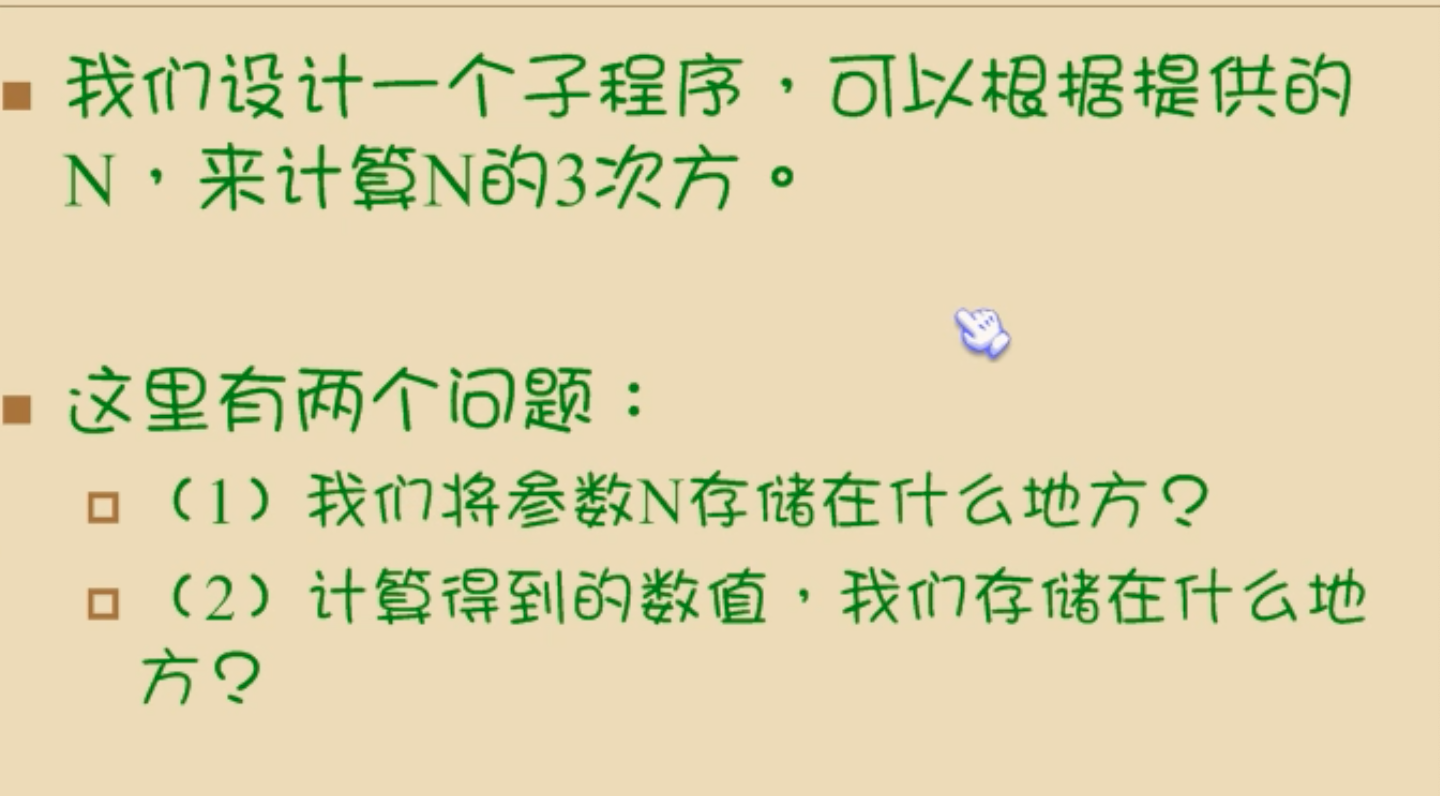 我们设计一个子程序，可以根据提供的
N，来计算N的3次方。
这里有两个问题：
（1）我们将参数N存储在什么地方？
（2）计算得到的数值，我们存储在什么地
方？